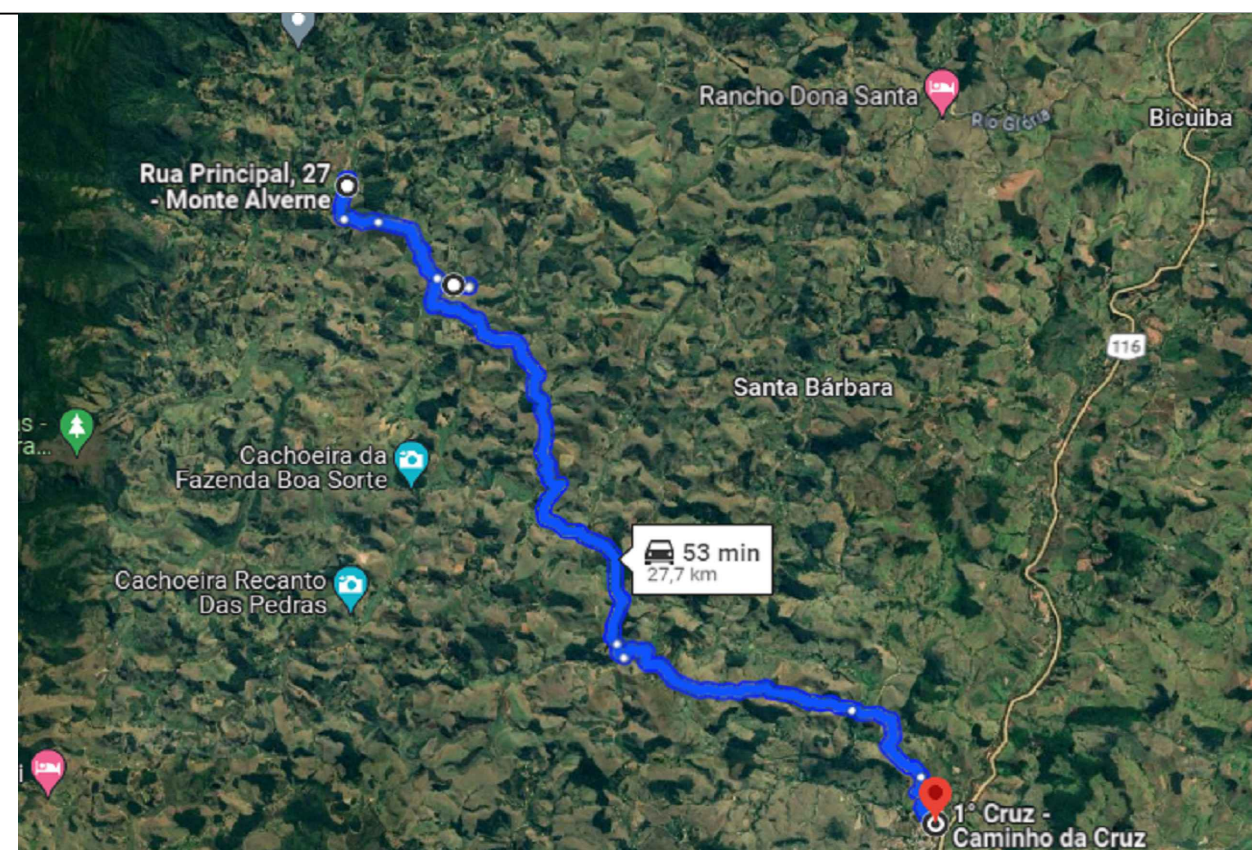 Rancho Dona Santa
Rio Glória
Bicuiba
Rua Principal, 27
- Monte Alverne
116
Santa Bárbara
s -
ra...
Cachoeira da
Fazenda Boa Sorte
53 min
27,7 km
Cachoeira Recanto
Das Pedras
i
1° Cruz -
Caminho da Cruz